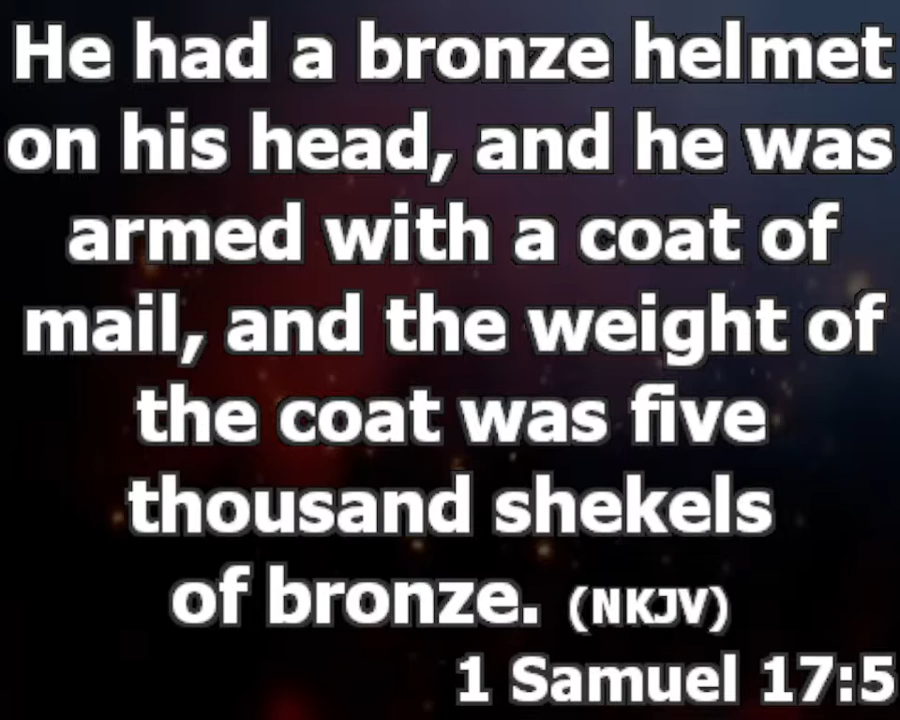 He had a bronze helmet
on his head, and he was
armed with a coat of
mail, and the weight of
the coat was five
thousand shekels
of bronze. (NKJV)
1 Samuel 17:5